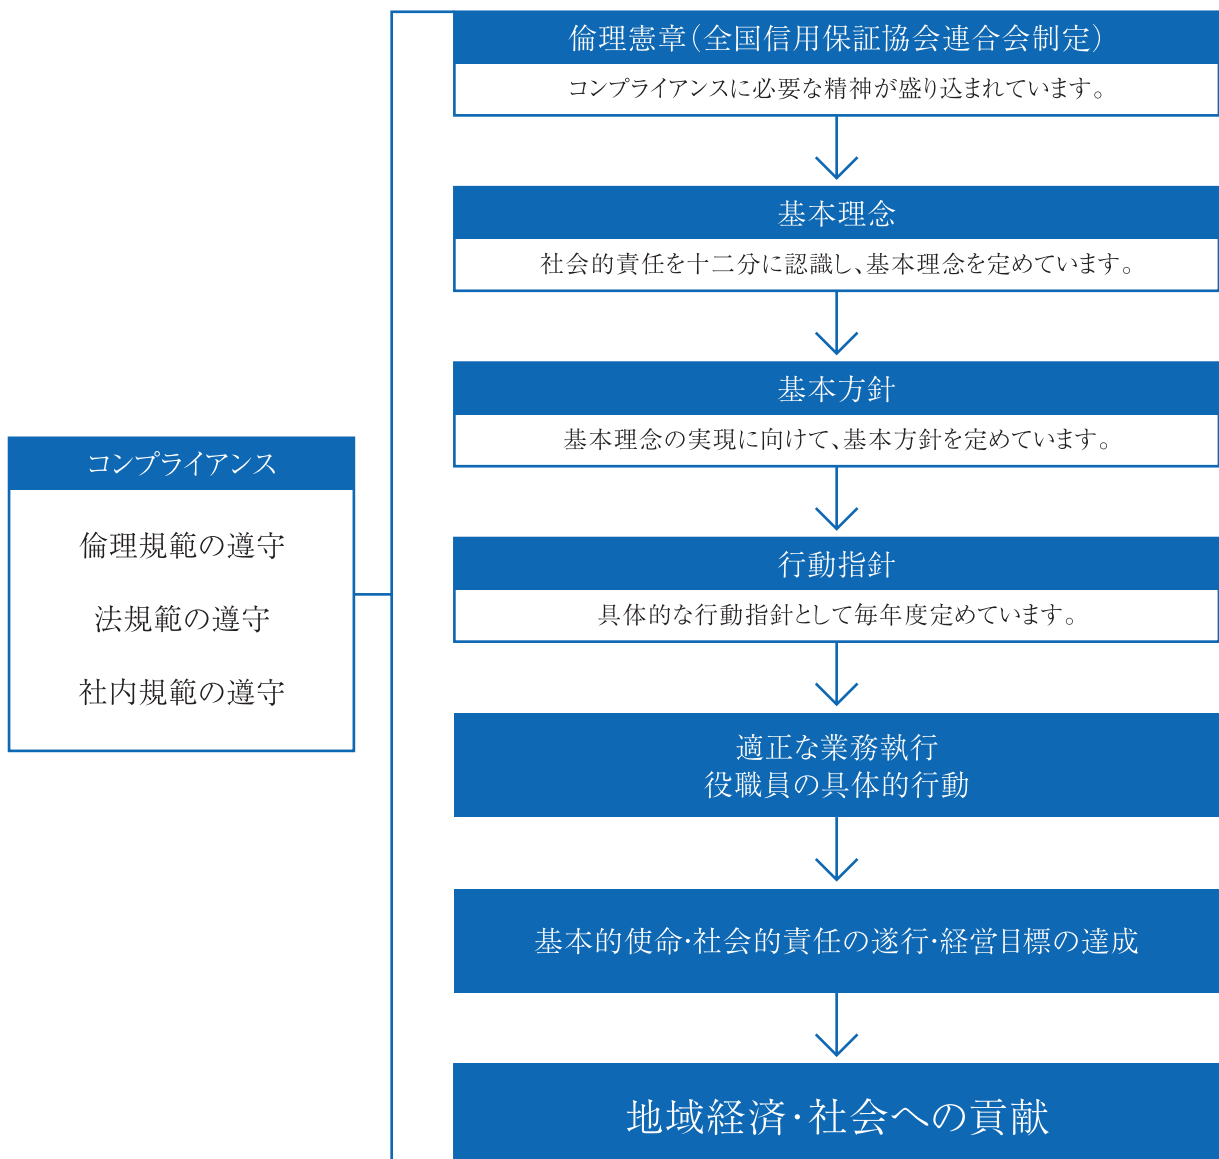 倫理憲章(全国信用保証協会連合会制定)
コンプライアンスに必要な精神が盛り込まれています。
基本理念
社会的責任を十二分に認識し、基本理念を定めています。
基本方針
基本理念の実現に向けて、基本方針を定めています。
コンプライアンス
倫理規範の遵守
法規範の遵守
社内規範の遵守
行動指針
具体的な行動指針として毎年度定めています。
適正な業務執行
役職員の具体的行動
基本的使命・社会的責任の遂行・経営目標の達成
地域経済・社会への貢献